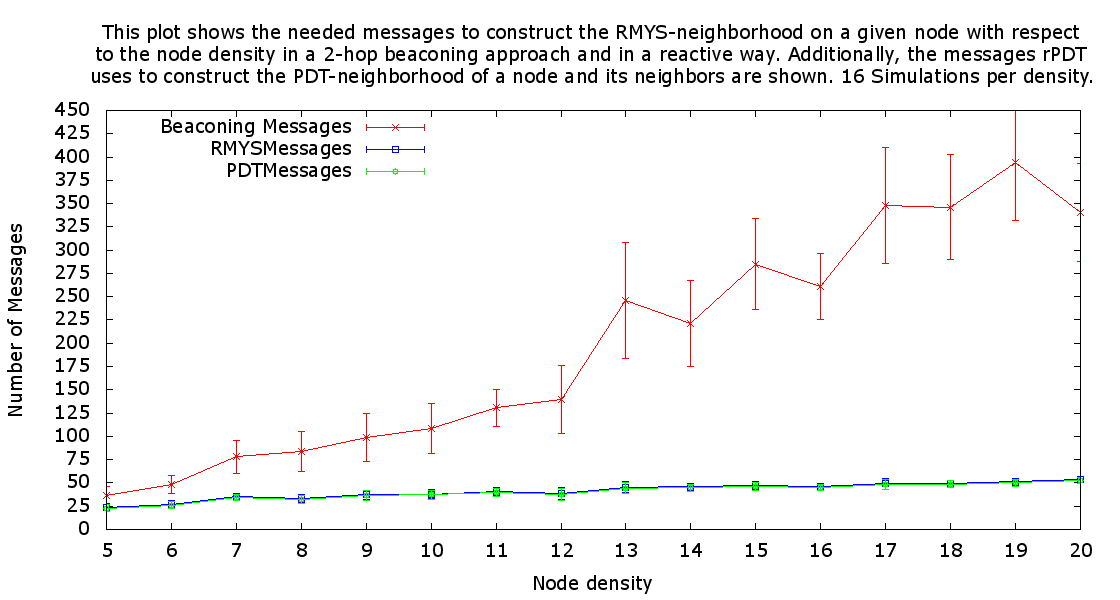 This plot shows the needed messages to construct the RMYS-neighborhood on a given node with respect
to the node density in a 2-hop beaconing approach and in a reactive way. Additionally, the messages rPDT
uses to construct the PDT-neighborhood of a node and its neighbors are shown. 16 Simulations per density.
Beaconing Messages
RMYSMessages
PDTMessages
Number of Messages
450
425
400
375
350
325
300
275
250
225
200
175
150
125
100
75
50
25
0
5 6 7 8 9 10 11 12 13 14 15 16 17 18 19 20
Node density